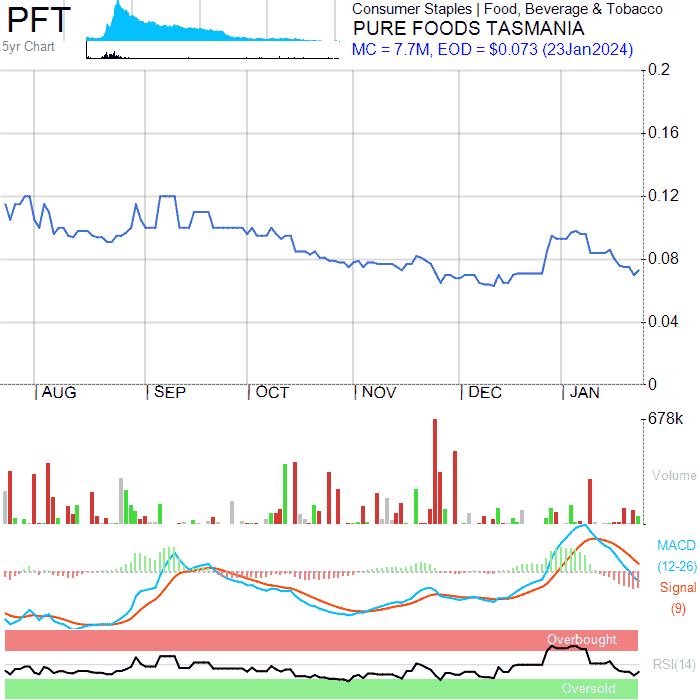 PFT
5yr Chart
Consumer Staples | Food, Beverage & Tobacco
PURE FOODS TASMANIA
MC = 7.7M, EOD = $0.073 (23Jan2024)
0.2
0.16
0.12
0.08
0.04
0
AUG SEP OCT NOV DEC JAN
678k
Volume
MACD
(12-26)
Signal
(9)
Overbought
RSI(14)
Oversold